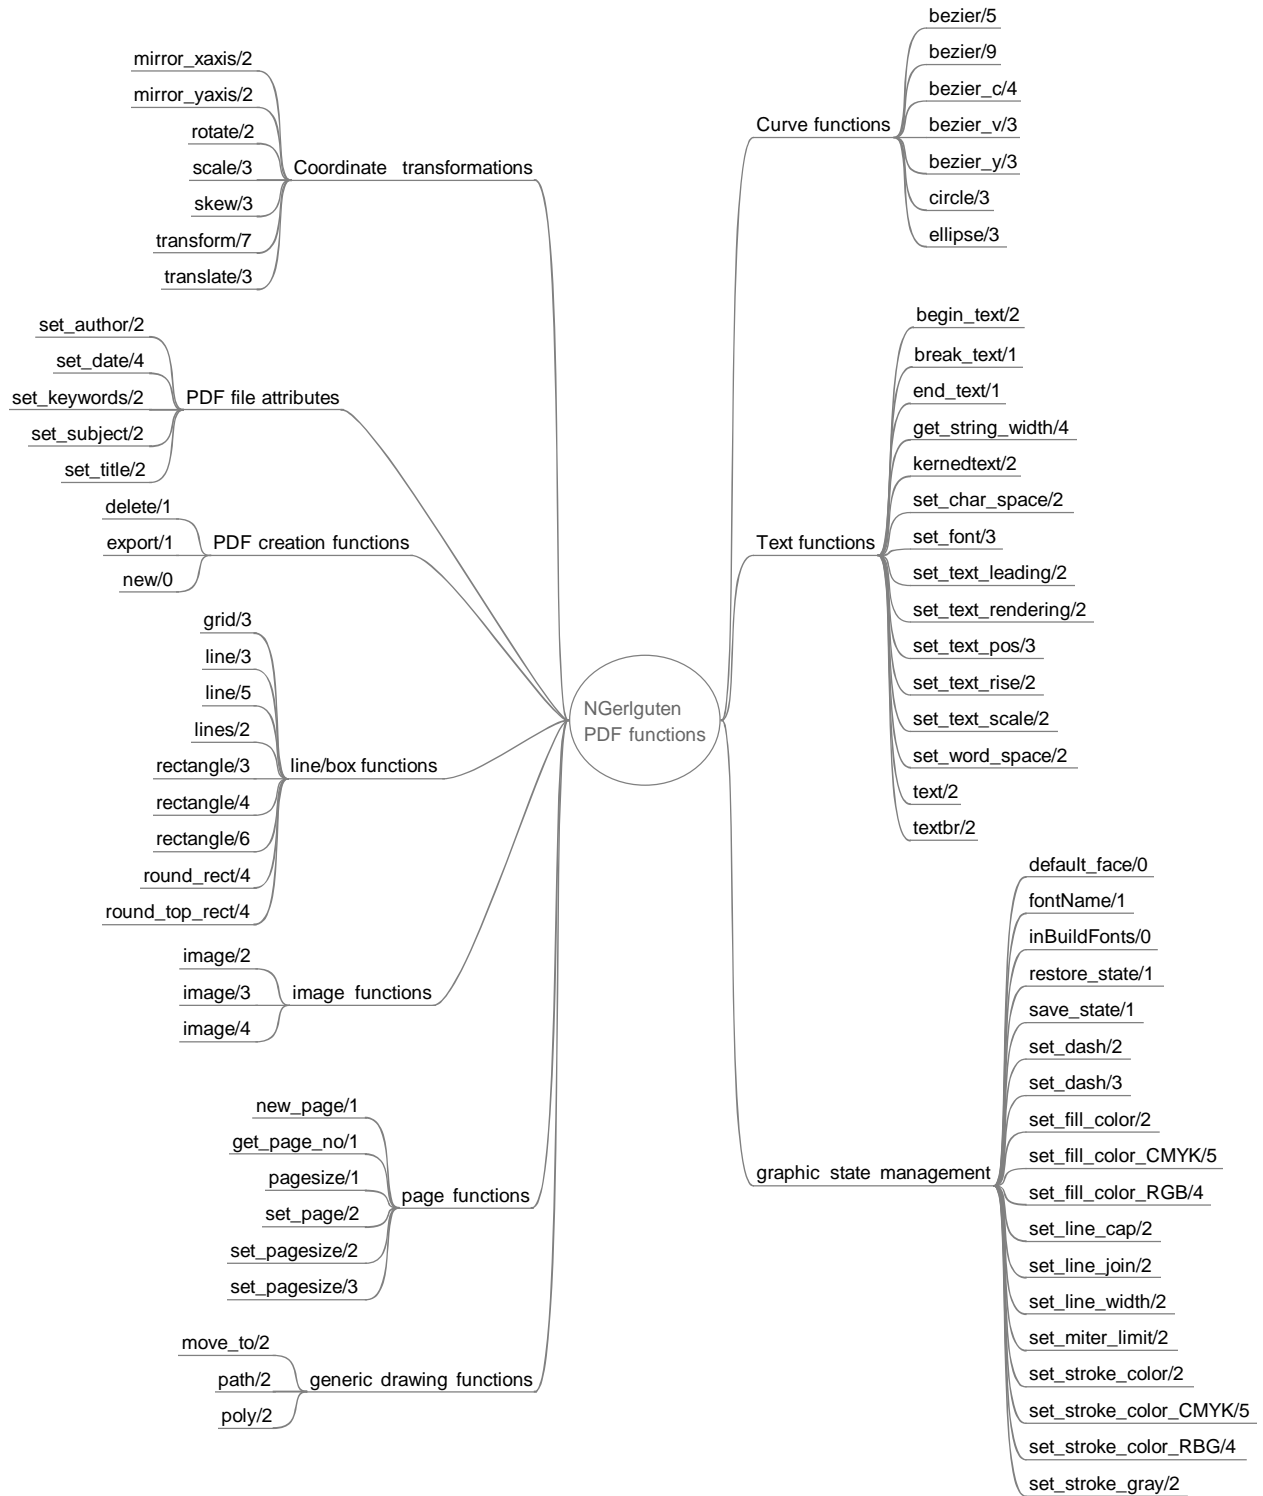 mirror_xaxis/2
mirror_yaxis/2
rotate/2
scale/3
skew/3
transform/7
translate/3
Coordinate transformations
set_author/2
set_date/4
set_keywords/2
set_subject/2
set_title/2
PDF file attributes
delete/1
export/1
new/0
PDF creation functions
grid/3
line/3
line/5
lines/2
rectangle/3
rectangle/4
rectangle/6
round_rect/4
round_top_rect/4
line/box functions
image/2
image/3
image/4
image functions
new_page/1
get_page_no/1
pagesize/1
set_page/2
set_pagesize/2
set_pagesize/3
page functions
move_to/2
path/2
poly/2
generic drawing functions
NGerlguten
PDF functions
Curve functions
bezier/5
bezier/9
bezier_c/4
bezier_v/3
bezier_y/3
circle/3
ellipse/3
Text functions
begin_text/2
break_text/1
end_text/1
get_string_width/4
kernedtext/2
set_char_space/2
set_font/3
set_text_leading/2
set_text_rendering/2
set_text_pos/3
set_text_rise/2
set_text_scale/2
set_word_space/2
text/2
textbr/2
graphic state management
default_face/0
fontName/1
inBuildFonts/0
restore_state/1
save_state/1
set_dash/2
set_dash/3
set_fill_color/2
set_fill_color_CMYK/5
set_fill_color_RGB/4
set_line_cap/2
set_line_join/2
set_line_width/2
set_miter_limit/2
set_stroke_color/2
set_stroke_color_CMYK/5
set_stroke_color_RBG/4
set_stroke_gray/2